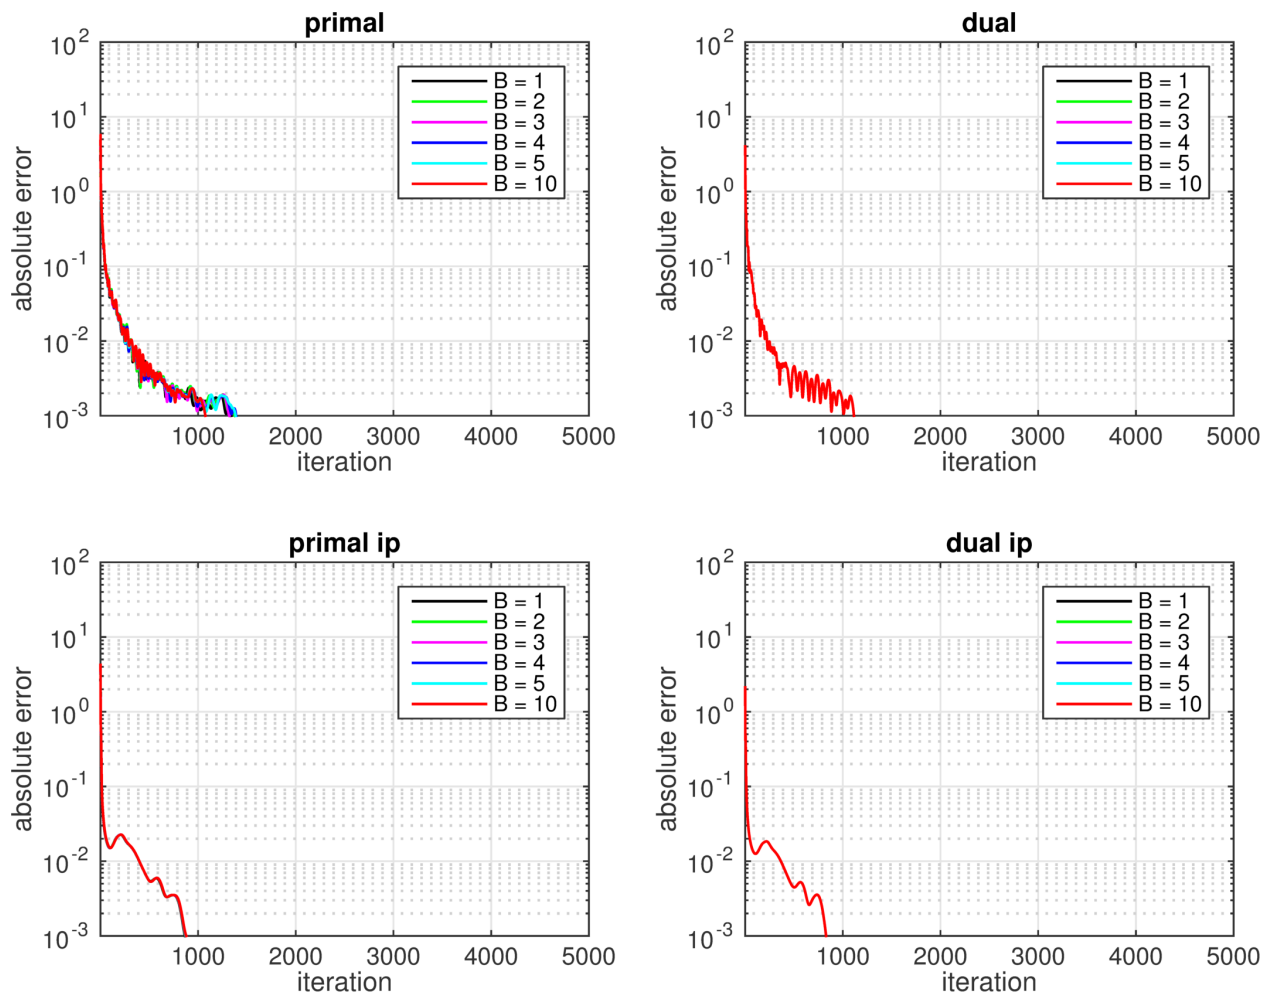 primal
10^2
10^1
10^0
10^-1
10^-2
10^-3
absolute error
B = 1
B = 2
B = 3
B = 4
B = 5
B = 10
1000 2000 3000 4000 5000
iteration
dual
10^2
10^1
10^0
10^-1
10^-2
10^-3
absolute error
B = 1
B = 2
B = 3
B = 4
B = 5
B = 10
1000 2000 3000 4000 5000
iteration
primal ip
10^2
10^1
10^0
10^-1
10^-2
10^-3
absolute error
B = 1
B = 2
B = 3
B = 4
B = 5
B = 10
1000 2000 3000 4000 5000
iteration
dual ip
10^2
10^1
10^0
10^-1
10^-2
10^-3
absolute error
B = 1
B = 2
B = 3
B = 4
B = 5
B = 10
1000 2000 3000 4000 5000
iteration